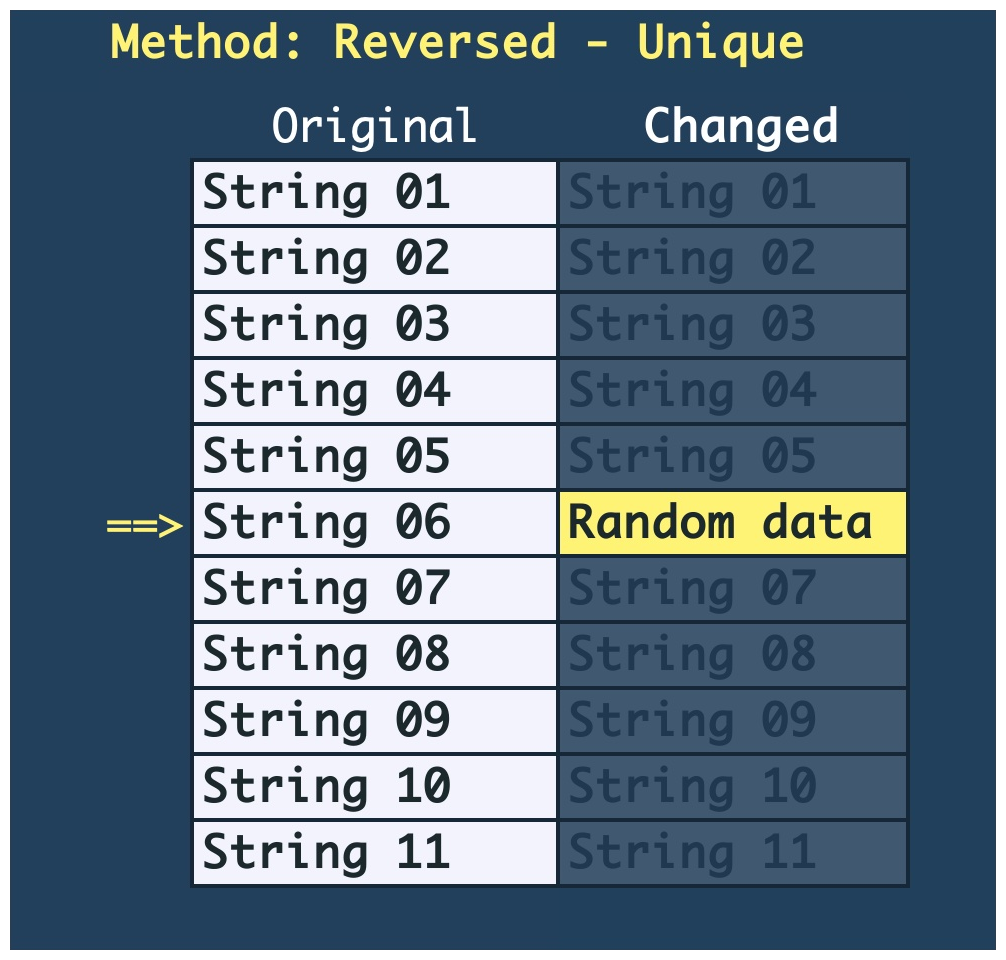 Method: Reversed - Unique
Original Changed
String 01 String 01
String 02 String 02
String 03 String 03
String 04 String 04
String 05 String 05
==> String 06 Random data
String 07 String 07
String 08 String 08
String 09 String 09
String 10 String 10
String 11 String 11